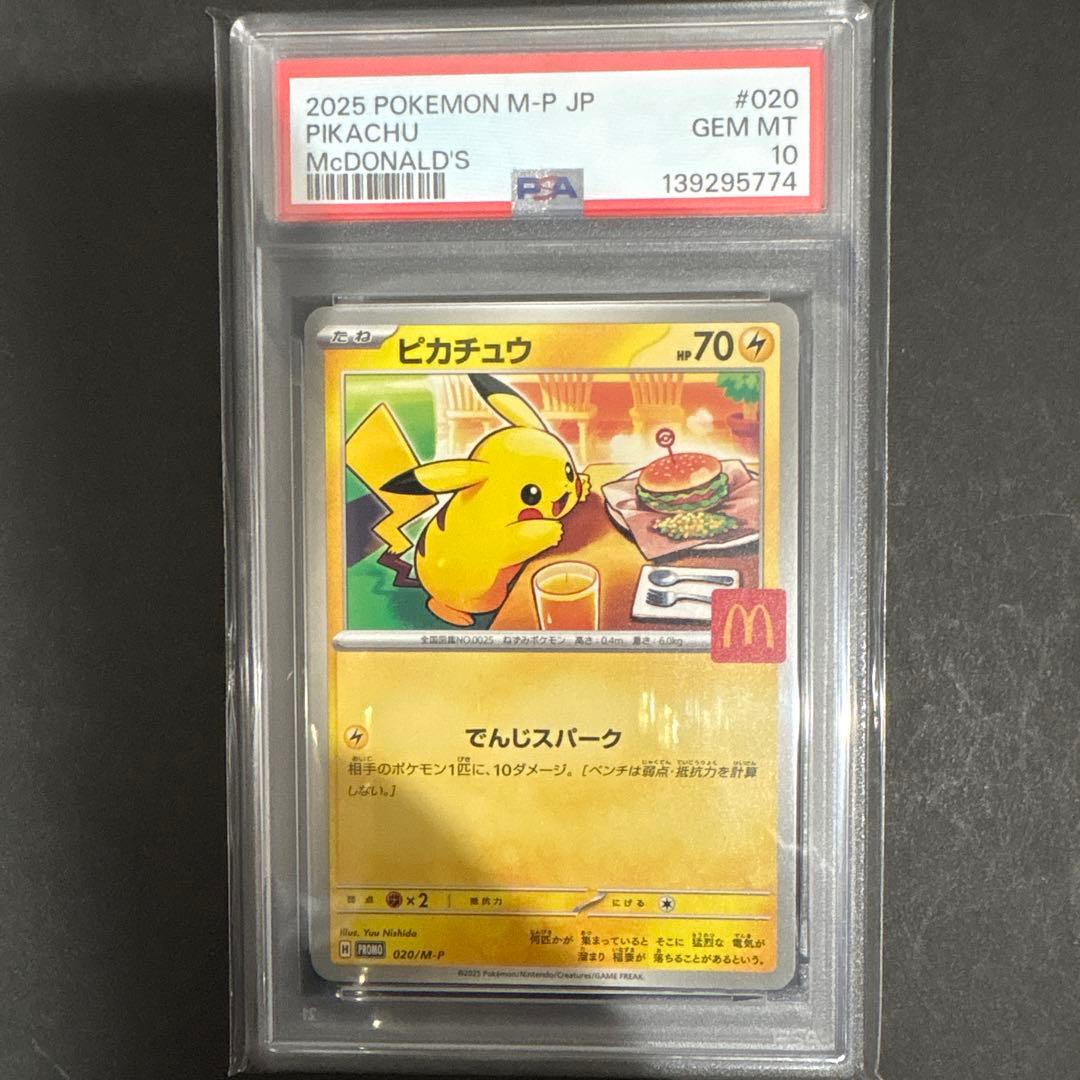 2025 POKEMON M-P JP
#020
PIKACHU
GEM MT
McDONALD'S
10
PSA
139295774
たね
ピカチュウ
HP70
M
全国図鑑NO.0025 ねずみポケモン 高さ:0.4m 重さ:6.0kg
でんじスパーク
相手のポケモン1匹に、10ダメージ。[ベンチは弱点・抵抗力を計算
しない。]
弱点 ×2 抵抗力 にげる
Illus. Yuu Nishida
H PROMO 020/M-P
何匹かが 集まっていると そこに 猛烈な 電気が
溜まり 稲妻が 落ちることがあるという。
©2025 Pokémon/Nintendo/Creatures/GAME FREAK.